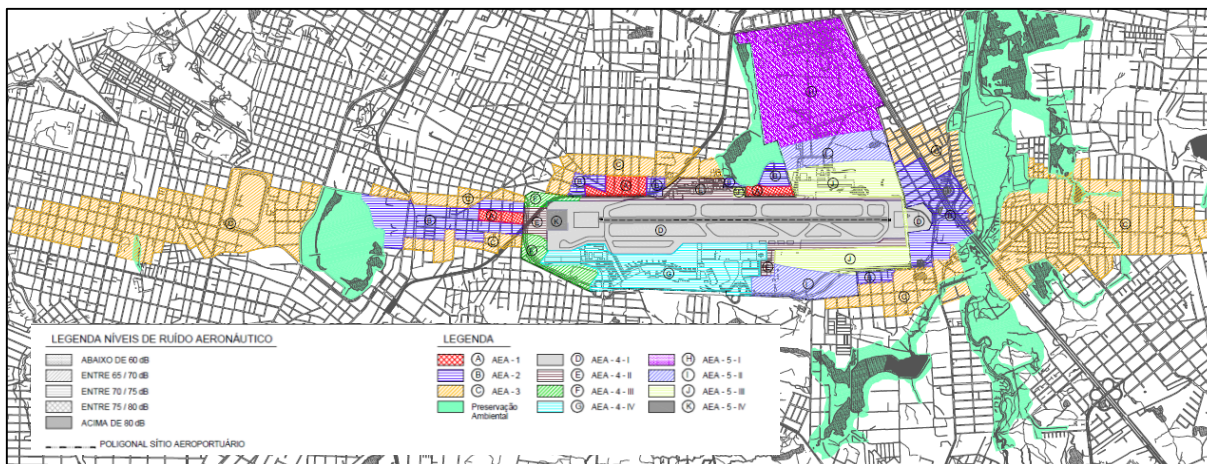 LEGENDA NÍVEIS DE RUÍDO AERONÁUTICO
ABAIXO DE 60 dB
ENTRE 65 / 70 dB
ENTRE 70 / 75 dB
ENTRE 75 / 80 dB
ACIMA DE 80 dB
POLIGONAL SÍTIO AEROPORTUÁRIO
LEGENDA
A AEA - 1
B AEA - 2
C AEA - 3
Preservação
Ambiental
D AEA - 4 - I
E AEA - 4 - II
F AEA - 4 - III
G AEA - 4 - IV
H AEA - 5 - I
I AEA - 5 - II
J AEA - 5 - III
K AEA - 5 - IV